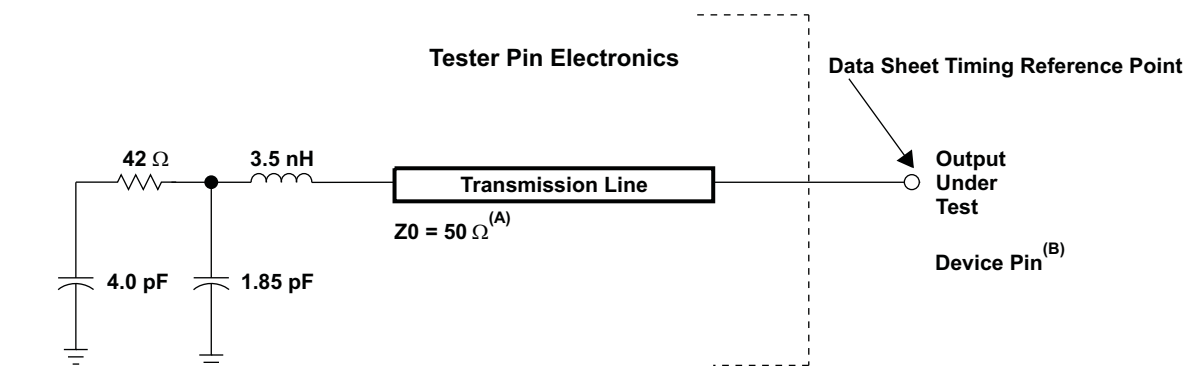 Tester Pin Electronics
Data Sheet Timing Reference Point
42 Ω
3.5 nH
Transmission Line
Output
Under
Test
Z0 = 50 Ω(A)
Device Pin(B)
4.0 pF
1.85 pF